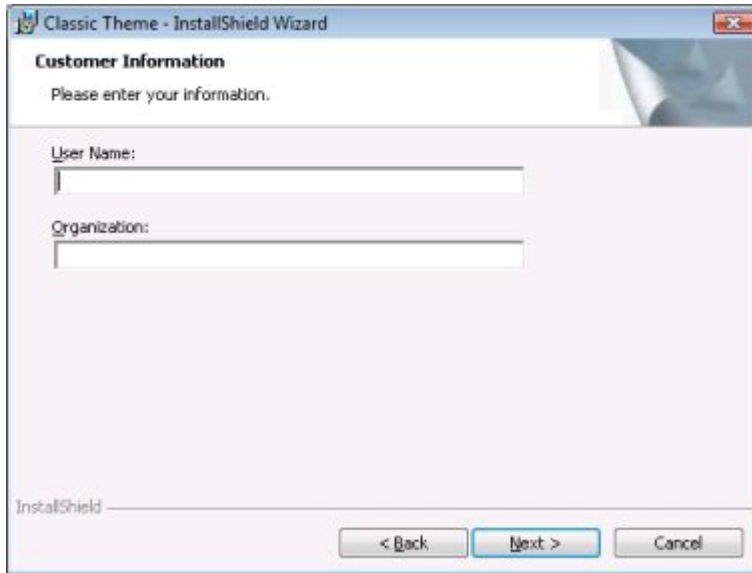 Classic Theme - InstallShield Wizard
Customer Information
Please enter your information.
User Name:
Organization:
InstallShield
< Back Next > Cancel